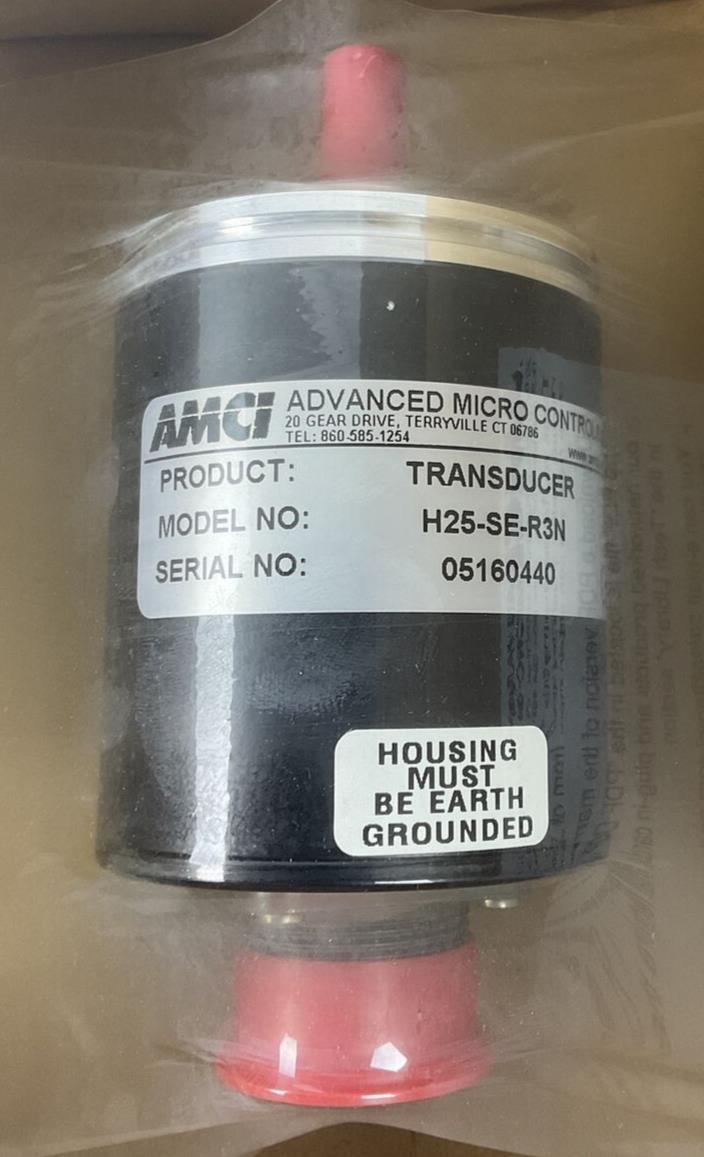 AMCI
ADVANCED MICRO
20 GEAR DRIVE, TERRYVILLE CT 06786
TEL: 860-585-1254
PRODUCT: TRANSDUCER
MODEL NO: H25-SE-R3N
SERIAL NO: 05160440
HOUSING
MUST
BE EARTH
GROUNDED